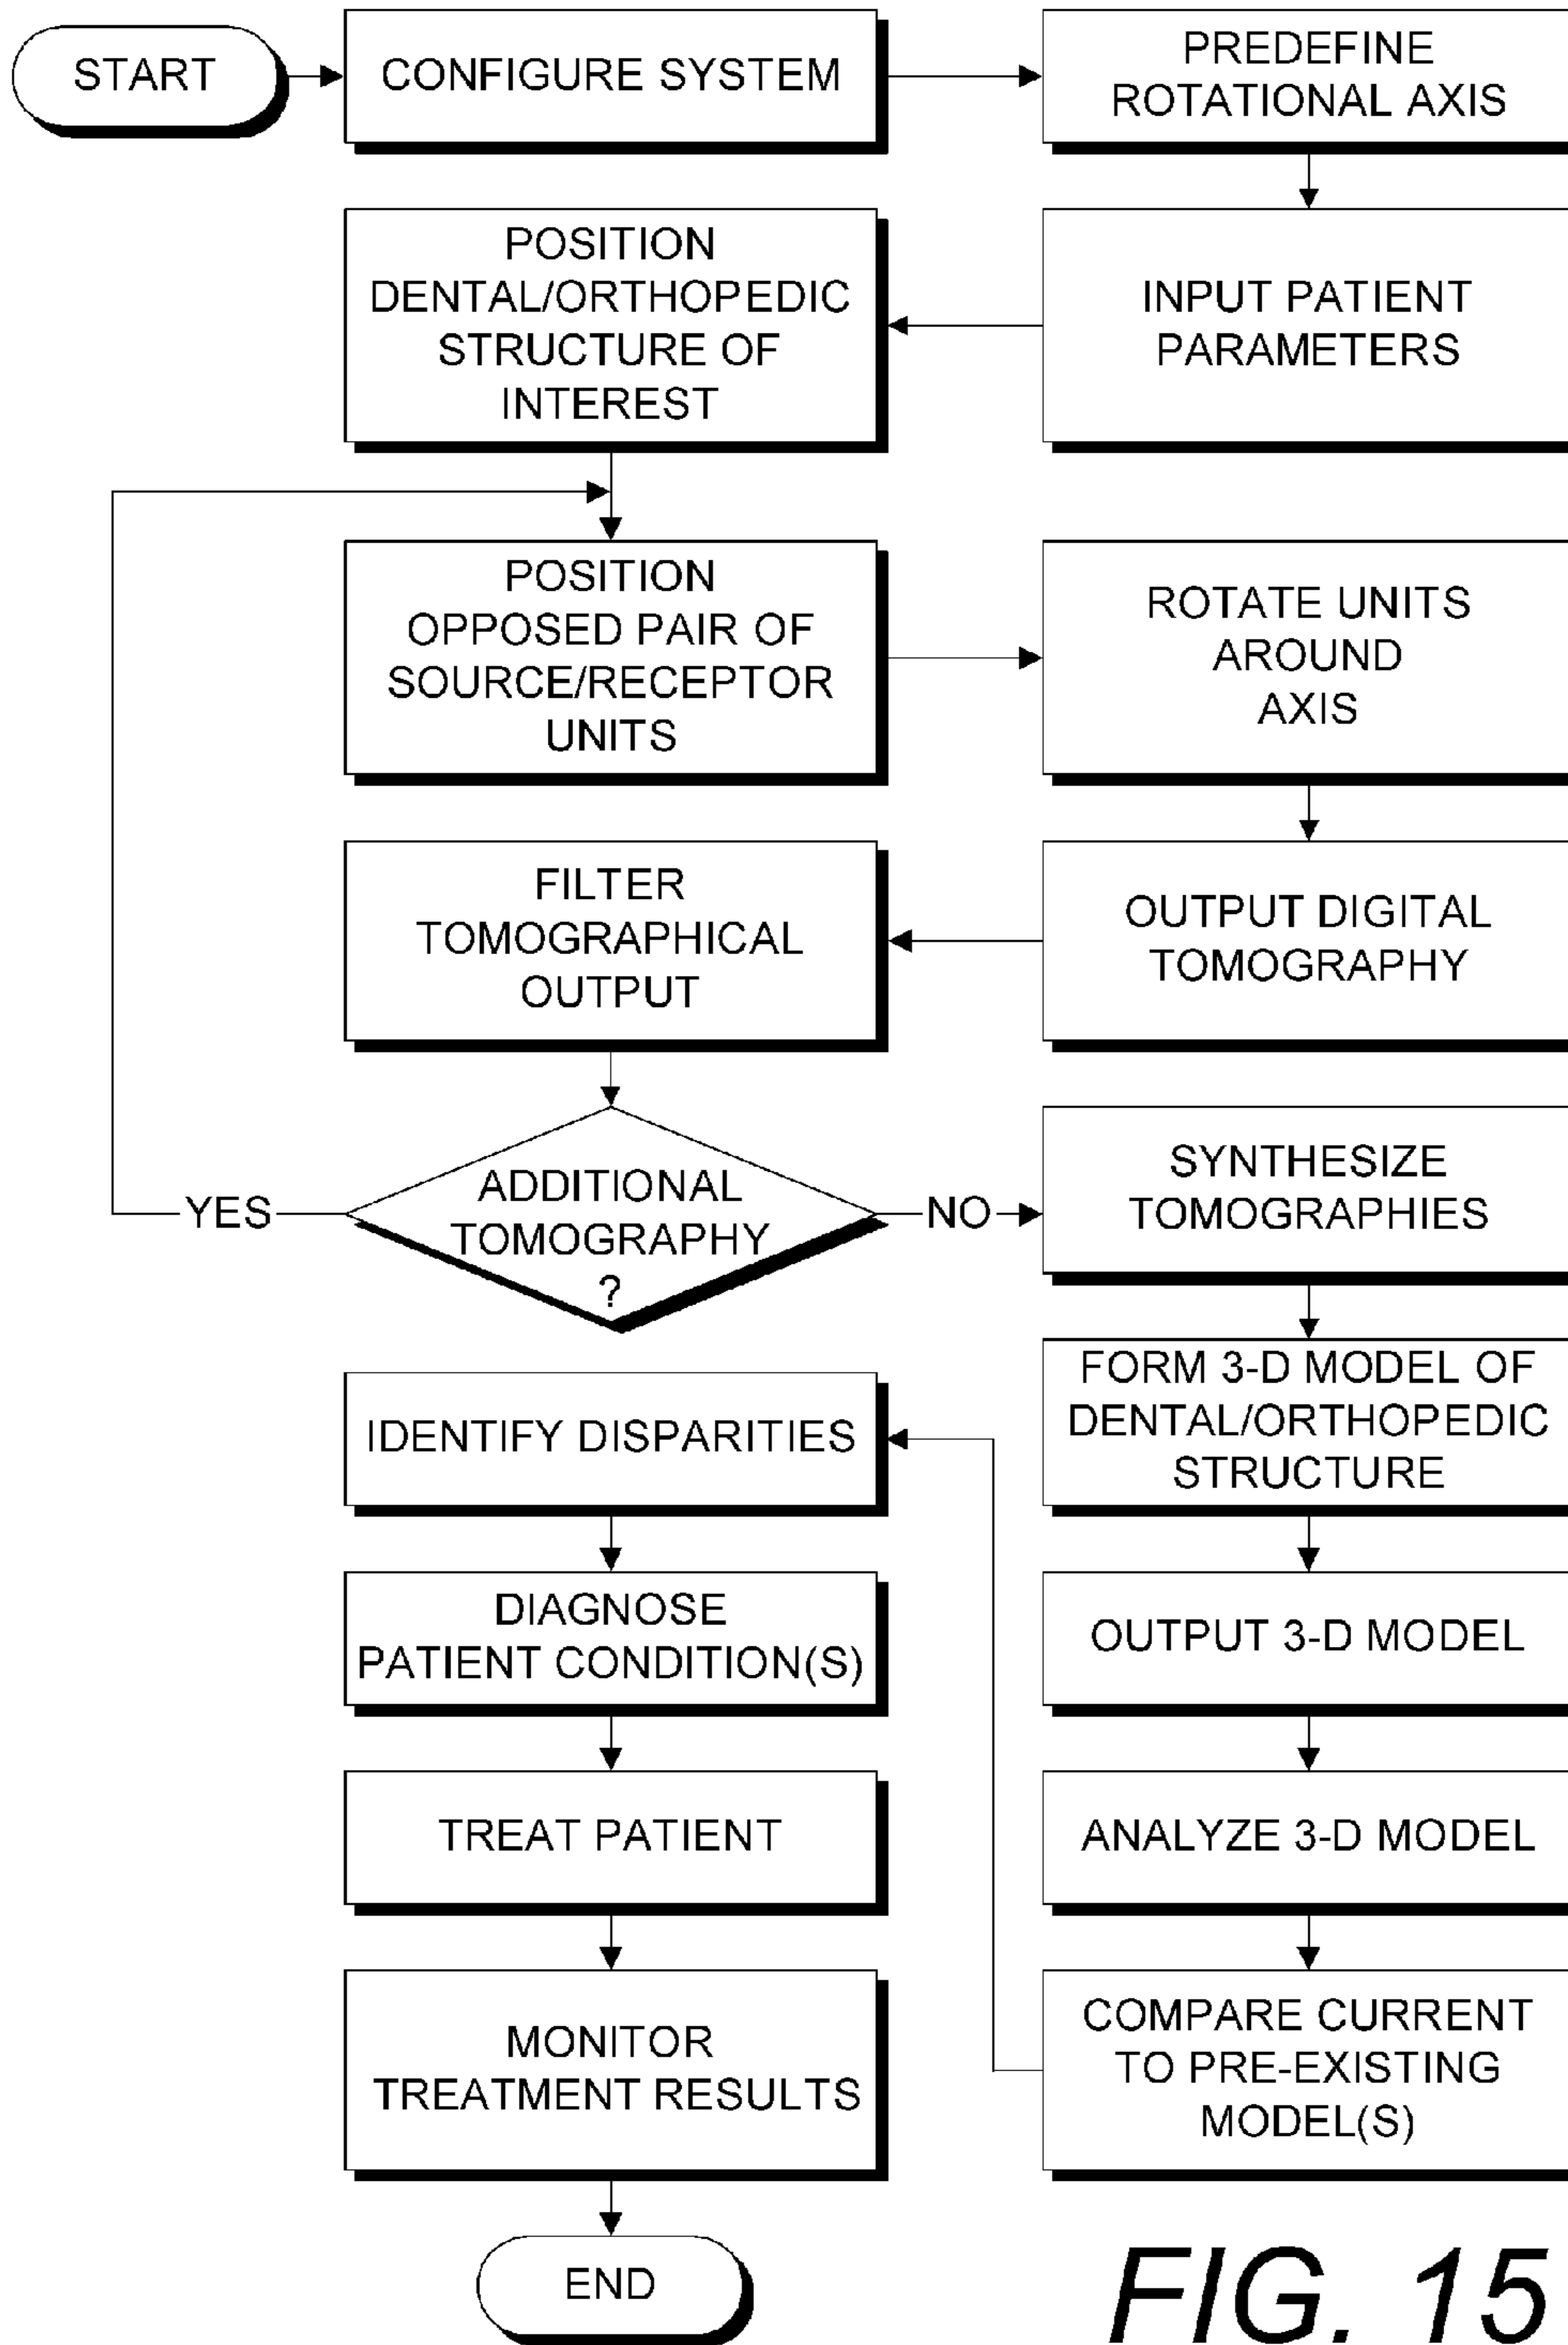 START
CONFIGURE SYSTEM
PREDEFINE
ROTATIONAL AXIS
INPUT PATIENT
PARAMETERS
POSITION
DENTAL/ORTHOPEDIC
STRUCTURE OF
INTEREST
POSITION
OPPOSED PAIR OF
SOURCE/RECEPTOR
UNITS
ROTATE UNITS
AROUND
AXIS
OUTPUT DIGITAL
TOMOGRAPHY
FILTER
TOMOGRAPHICAL
OUTPUT
ADDITIONAL
TOMOGRAPHY
?
YES
NO
SYNTHESIZE
TOMOGRAPHIES
FORM 3-D MODEL OF
DENTAL/ORTHOPEDIC
STRUCTURE
OUTPUT 3-D MODEL
ANALYZE 3-D MODEL
COMPARE CURRENT
TO PRE-EXISTING
MODEL(S)
IDENTIFY DISPARITIES
DIAGNOSE
PATIENT CONDITION(S)
TREAT PATIENT
MONITOR
TREATMENT RESULTS
END
FIG. 15